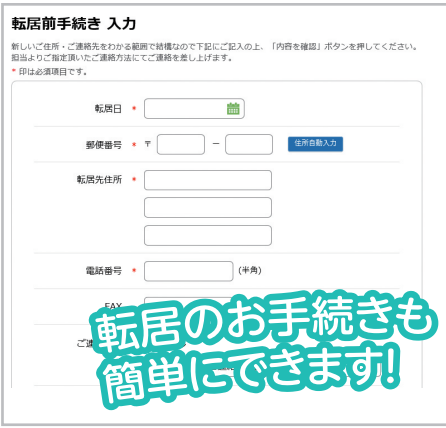 転居前手続き 入力
新しいご住所・ご連絡先をわかる範囲で結構なので下記にご記入の上、「内容を確認」ボタンを押してください。
担当よりご指定頂いたご連絡方法にてご連絡を差し上げます。
* 印は必須項目です。
転居日 *
郵便番号 * 〒 － 住所自動入力
転居先住所 *
電話番号 * (半角)
FAX
ご連
転居のお手続きも
簡単にできます!